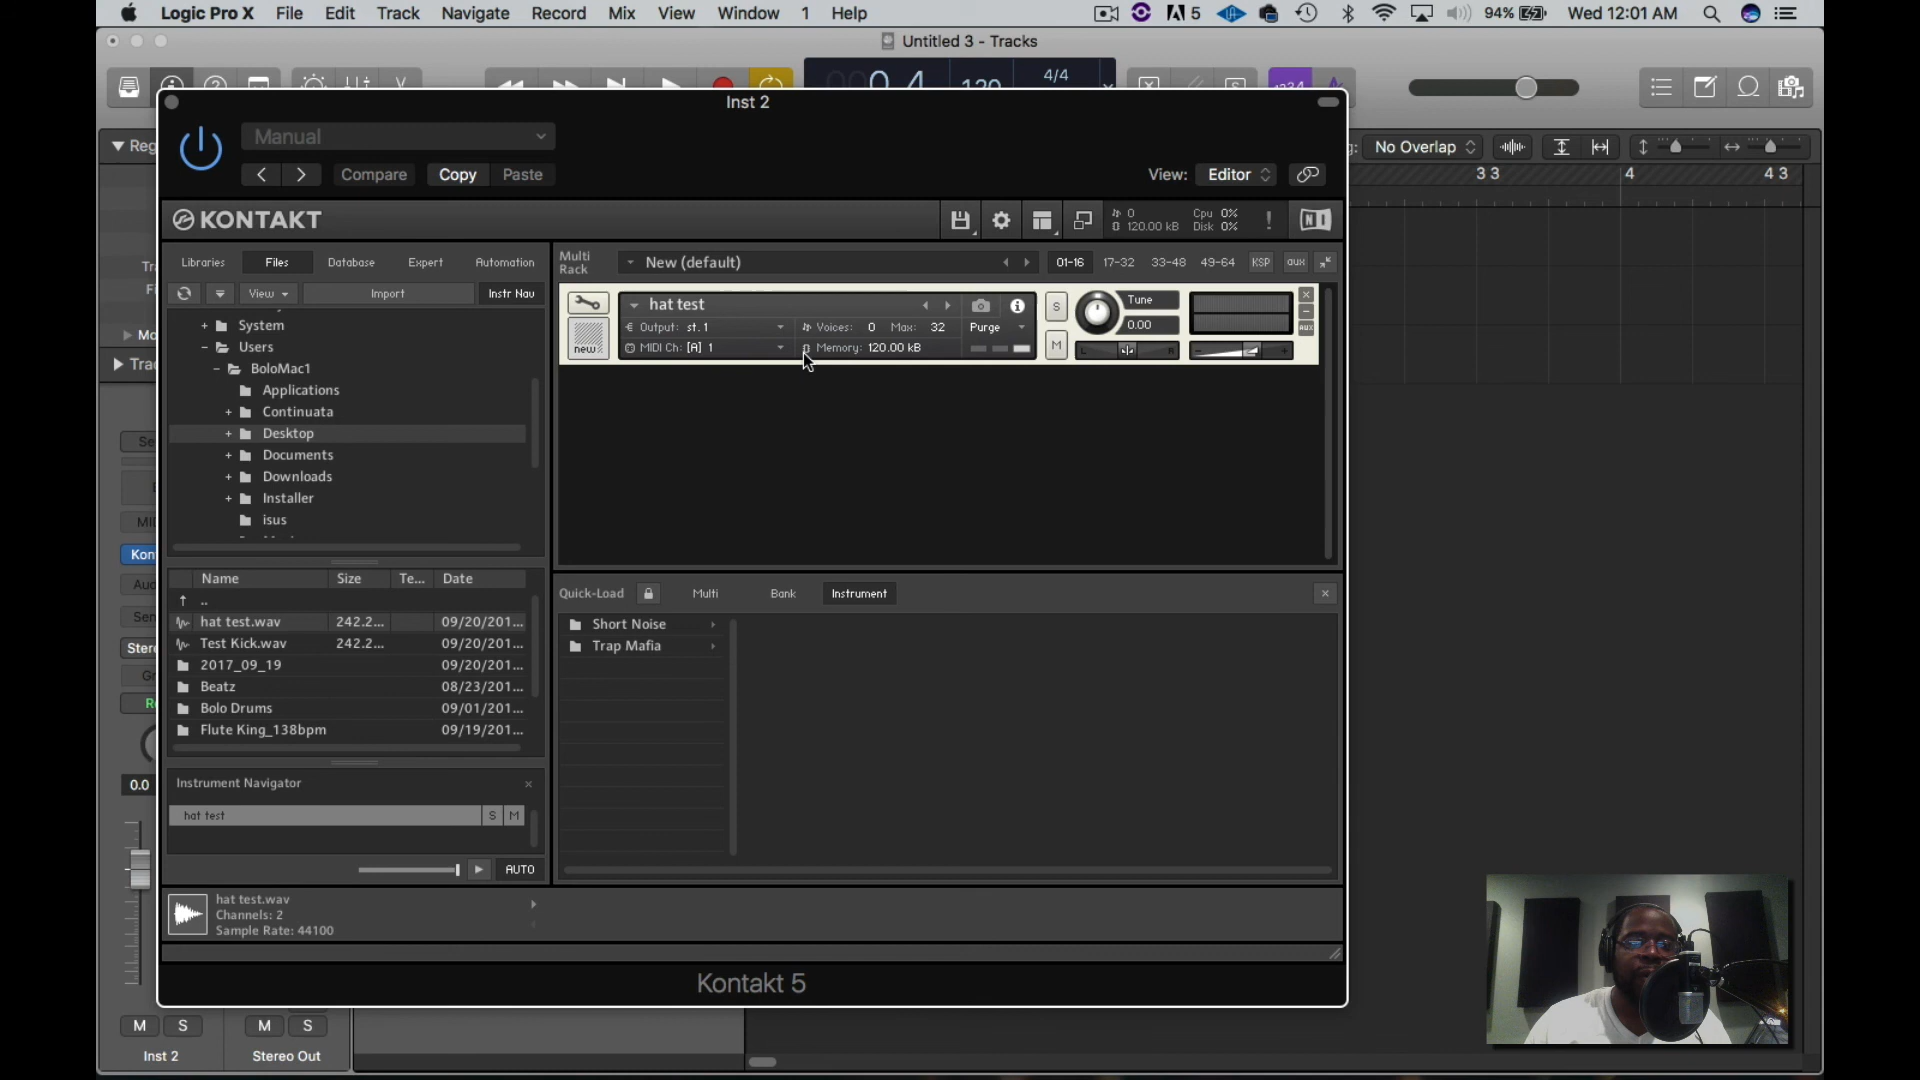 Logic Pro X File Edit Track Navigate Record Mix View Window 1 Help 5 94% Wed 12:01 AM
Untitled 3 - Tracks
4/4
Inst 2
Manual
Compare Copy Paste View: Editor
No Overlap
3 3 4 4 3
KONTAKT
0 120.00 kB Cpu 0% Disk 0% !
Libraries Files Database Expert Automation
Multi Rack New (default) 01-16 17-32 33-48 49-64 KSP aux
View Import Instr Nav
System
Users
BoloMac1
Applications
Continuata
Desktop
Documents
Downloads
Installer
isus
hat test
Output: st.1 Voices: 0 Max: 32 Purge
MIDI Ch: [A] 1 Memory: 120.00 kB
new
S
M
Tune
0.00
L R
AUX
Name Size Te... Date
..
hat test.wav 242.2... 09/20/201...
Test Kick.wav 242.2... 09/20/201...
2017_09_19 09/20/201...
Beatz 08/23/201...
Bolo Drums 09/01/201...
Flute King_138bpm 09/19/201...
Quick-Load Multi Bank Instrument
Short Noise
Trap Mafia
Instrument Navigator
hat test S M
AUTO
hat test.wav
Channels: 2
Sample Rate: 44100
Kontakt 5
0.0
M S M S
Inst 2 Stereo Out